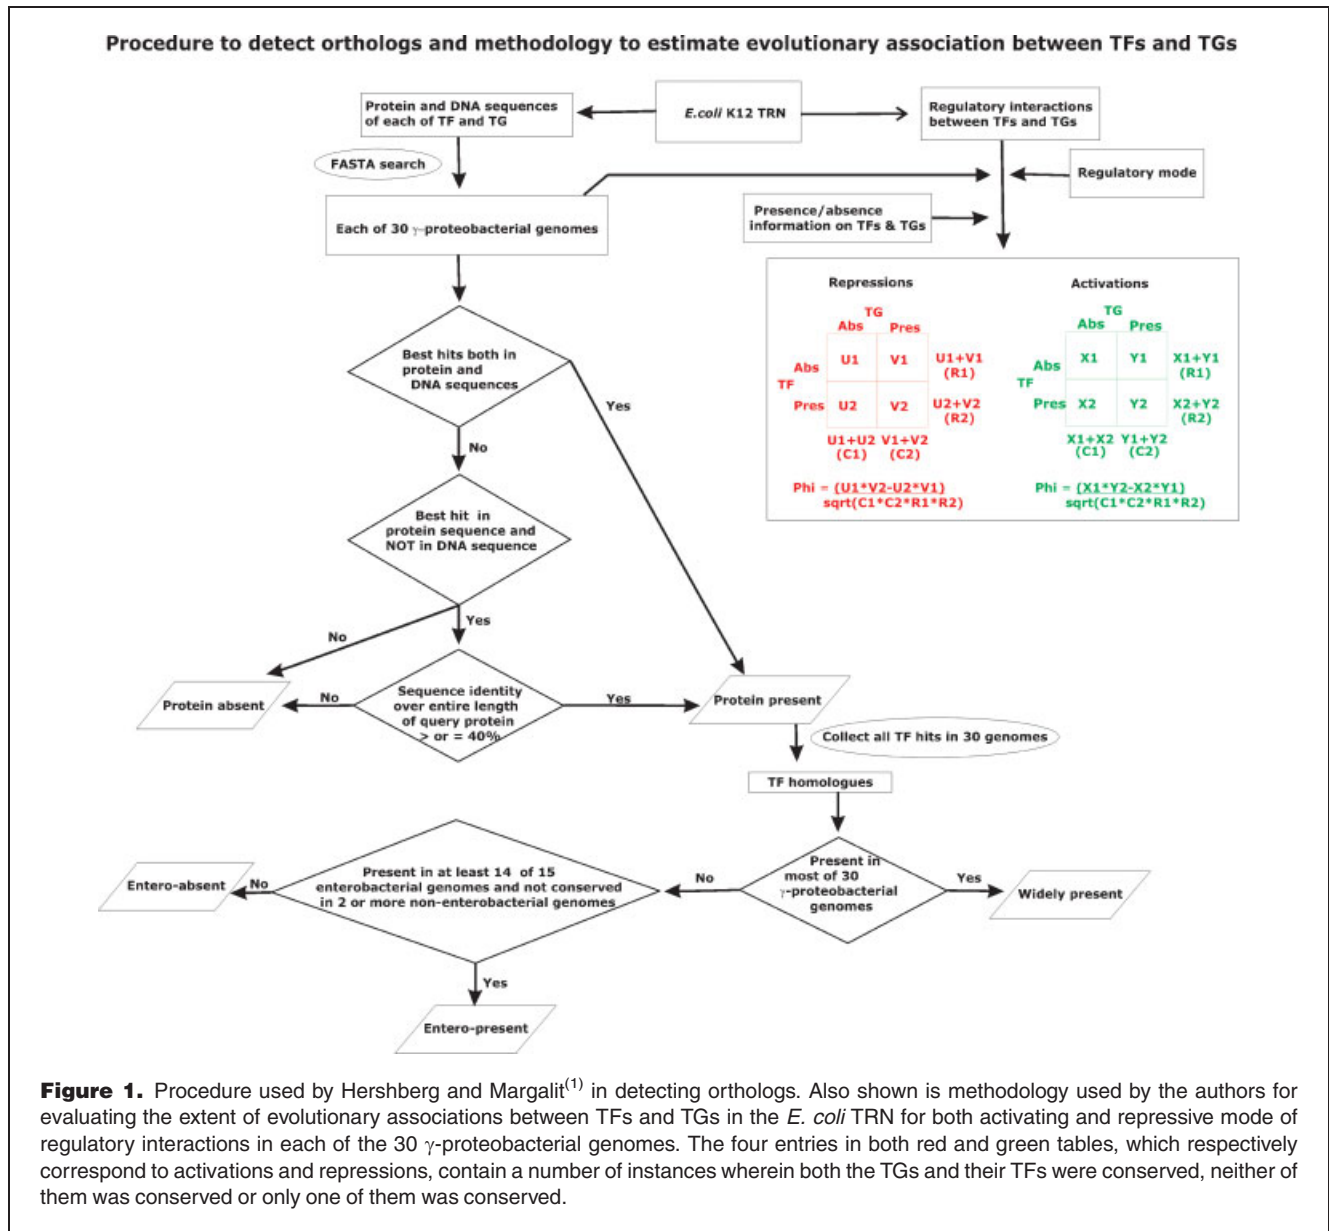 Procedure to detect orthologs and methodology to estimate evolutionary association between TFs and TGs
Protein and DNA sequences
of each of TF and TG
E.coli K12 TRN
Regulatory interactions
between TFs and TGs
FASTA search
Regulatory mode
Each of 30 γ-proteobacterial genomes
Presence/absence
information on TFs & TGs
Repressions
TG
Abs Pres
Abs U1 V1 U1+V1
(R1)
TF
Pres U2 V2 U2+V2
(R2)
U1+U2 V1+V2
(C1) (C2)
Phi = (U1*V2-U2*V1)
sqrt(C1*C2*R1*R2)
Activations
TG
Abs Pres
Abs X1 Y1 X1+Y1
(R1)
TF
Pres X2 Y2 X2+Y2
(R2)
X1+X2 Y1+Y2
(C1) (C2)
Phi = (X1*Y2-X2*Y1)
sqrt(C1*C2*R1*R2)
Best hits both in
protein and
DNA sequences
Yes
No
Best hit in
protein sequence and
NOT in DNA sequence
No
Yes
Protein absent
No
Sequence identity
over entire length
of query protein
> or = 40%
Yes
Protein present
Collect all TF hits in 30 genomes
TF homologues
Present in
most of 30
γ-proteobacterial
genomes
Yes
Widely present
No
Present in at least 14 of 15
enterobacterial genomes and not conserved
in 2 or more non-enterobacterial genomes
No
Entero-absent
Yes
Entero-present
Figure 1. Procedure used by Hershberg and Margalit(1) in detecting orthologs. Also shown is methodology used by the authors for
evaluating the extent of evolutionary associations between TFs and TGs in the E. coli TRN for both activating and repressive mode of
regulatory interactions in each of the 30 γ-proteobacterial genomes. The four entries in both red and green tables, which respectively
correspond to activations and repressions, contain a number of instances wherein both the TGs and their TFs were conserved, neither of
them was conserved or only one of them was conserved.